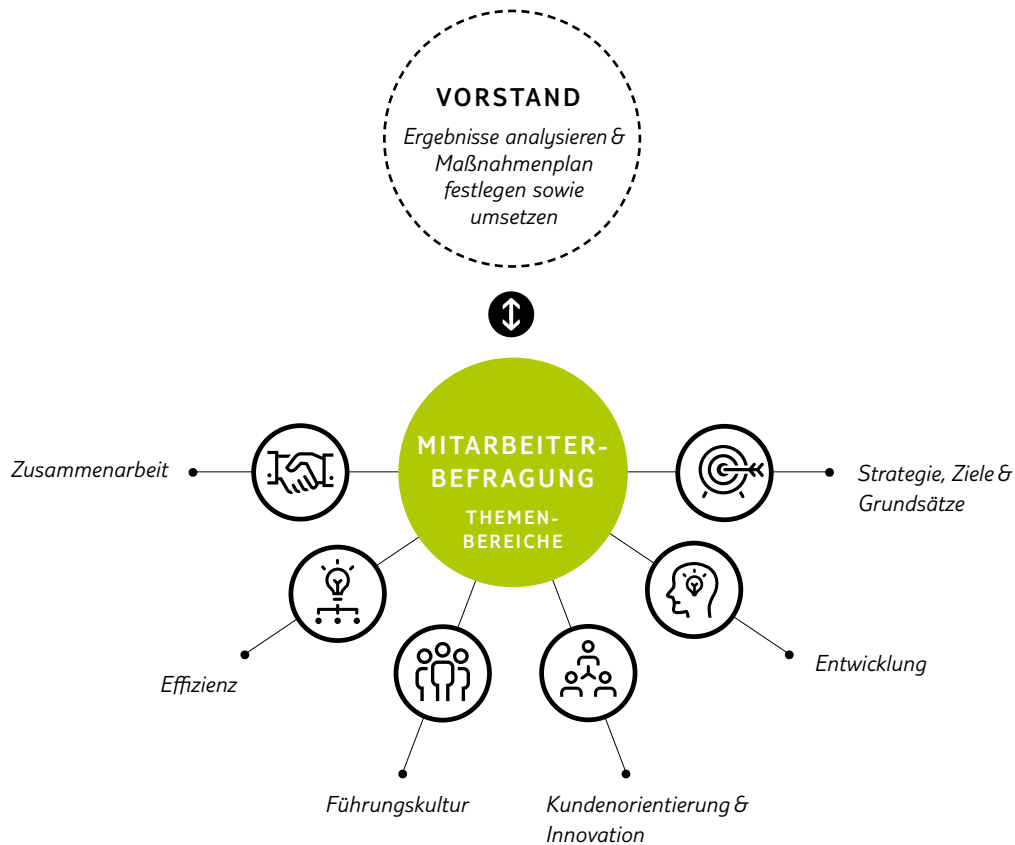 VORSTAND
Ergebnisse analysieren &
Maßnahmenplan
festlegen sowie
umsetzen
MITARBEITER-
BEFRAGUNG
THEMEN-
BEREICHE
Zusammenarbeit
Strategie, Ziele &
Grundsätze
Effizienz
Entwicklung
Führungskultur
Kundenorientierung &
Innovation